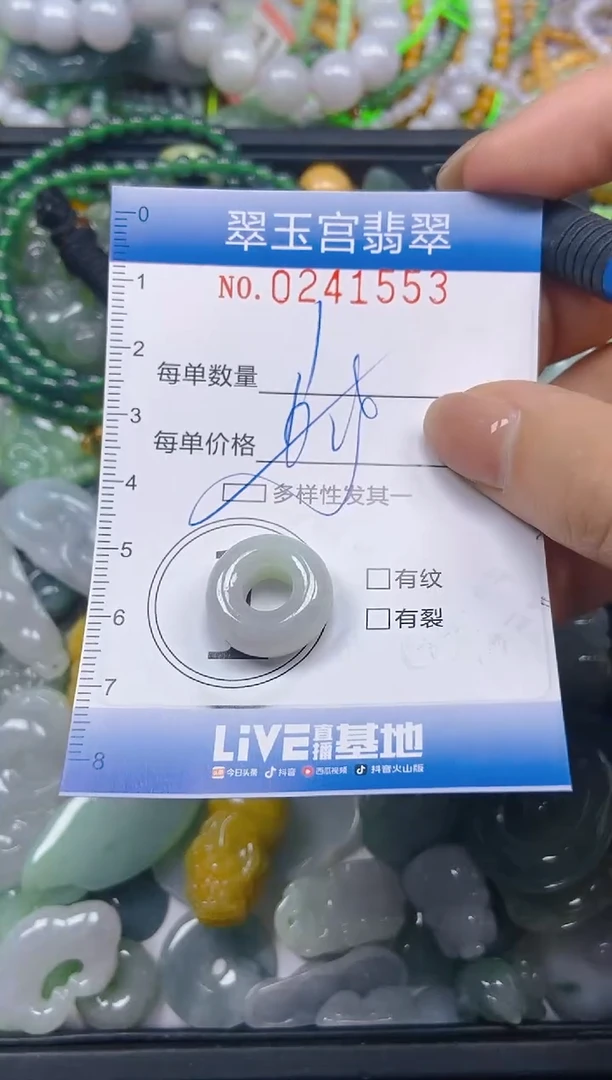 翠玉宫翡翠
NO.0241553
每单数量
每单价格
多样性发其一
有纹
有裂
LiVE直播基地
今日头条 抖音 西瓜视频 抖音火山版
0
1
2
3
4
5
6
7
8